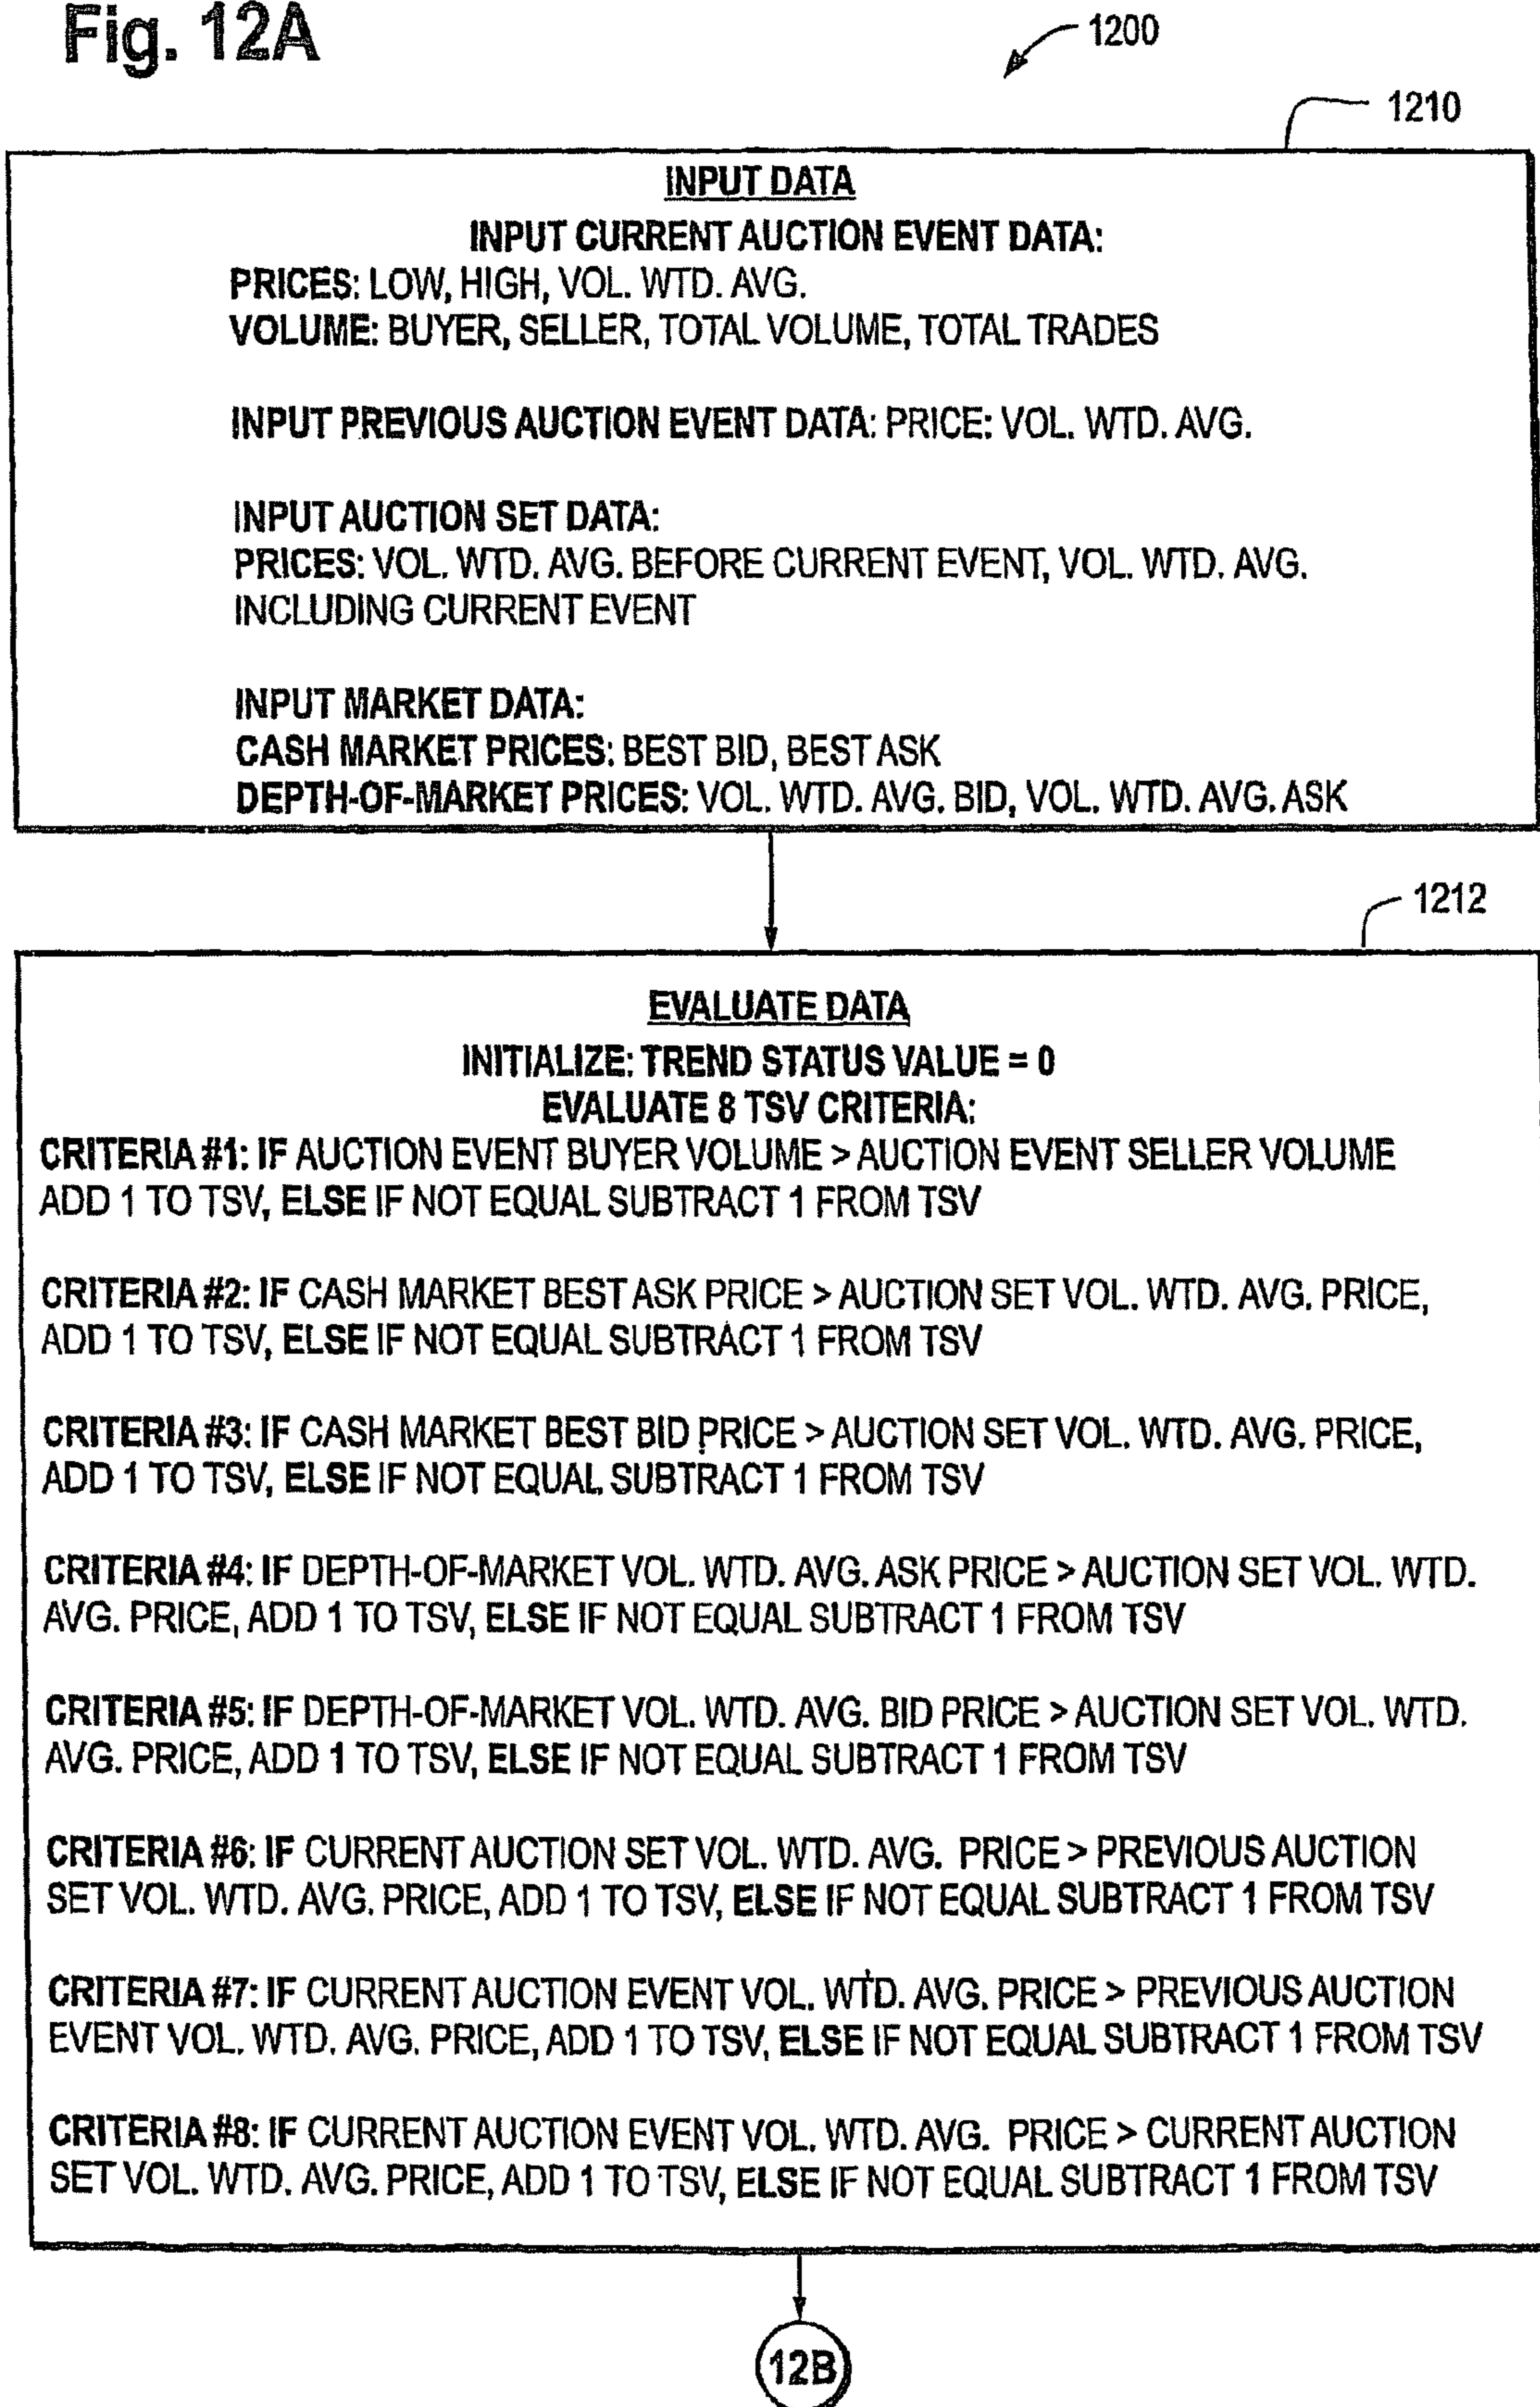 Fig. 12A
1200
1210
INPUT DATA
INPUT CURRENT AUCTION EVENT DATA:
PRICES: LOW, HIGH, VOL. WTD. AVG.
VOLUME: BUYER, SELLER, TOTAL VOLUME, TOTAL TRADES
INPUT PREVIOUS AUCTION EVENT DATA: PRICE: VOL. WTD. AVG.
INPUT AUCTION SET DATA:
PRICES: VOL. WTD. AVG. BEFORE CURRENT EVENT, VOL. WTD. AVG.
INCLUDING CURRENT EVENT
INPUT MARKET DATA:
CASH MARKET PRICES: BEST BID, BEST ASK
DEPTH-OF-MARKET PRICES: VOL. WTD. AVG. BID, VOL. WTD. AVG. ASK
1212
EVALUATE DATA
INITIALIZE: TREND STATUS VALUE = 0
EVALUATE 8 TSV CRITERIA:
CRITERIA #1: IF AUCTION EVENT BUYER VOLUME > AUCTION EVENT SELLER VOLUME
ADD 1 TO TSV, ELSE IF NOT EQUAL SUBTRACT 1 FROM TSV
CRITERIA #2: IF CASH MARKET BEST ASK PRICE > AUCTION SET VOL. WTD. AVG. PRICE,
ADD 1 TO TSV, ELSE IF NOT EQUAL SUBTRACT 1 FROM TSV
CRITERIA #3: IF CASH MARKET BEST BID PRICE > AUCTION SET VOL. WTD. AVG. PRICE,
ADD 1 TO TSV, ELSE IF NOT EQUAL SUBTRACT 1 FROM TSV
CRITERIA #4: IF DEPTH-OF-MARKET VOL. WTD. AVG. ASK PRICE > AUCTION SET VOL. WTD.
AVG. PRICE, ADD 1 TO TSV, ELSE IF NOT EQUAL SUBTRACT 1 FROM TSV
CRITERIA #5: IF DEPTH-OF-MARKET VOL. WTD. AVG. BID PRICE > AUCTION SET VOL. WTD.
AVG. PRICE, ADD 1 TO TSV, ELSE IF NOT EQUAL SUBTRACT 1 FROM TSV
CRITERIA #6: IF CURRENT AUCTION SET VOL. WTD. AVG. PRICE > PREVIOUS AUCTION
SET VOL. WTD. AVG. PRICE, ADD 1 TO TSV, ELSE IF NOT EQUAL SUBTRACT 1 FROM TSV
CRITERIA #7: IF CURRENT AUCTION EVENT VOL. WTD. AVG. PRICE > PREVIOUS AUCTION
EVENT VOL. WTD. AVG. PRICE, ADD 1 TO TSV, ELSE IF NOT EQUAL SUBTRACT 1 FROM TSV
CRITERIA #8: IF CURRENT AUCTION EVENT VOL. WTD. AVG. PRICE > CURRENT AUCTION
SET VOL. WTD. AVG. PRICE, ADD 1 TO TSV, ELSE IF NOT EQUAL SUBTRACT 1 FROM TSV
12B